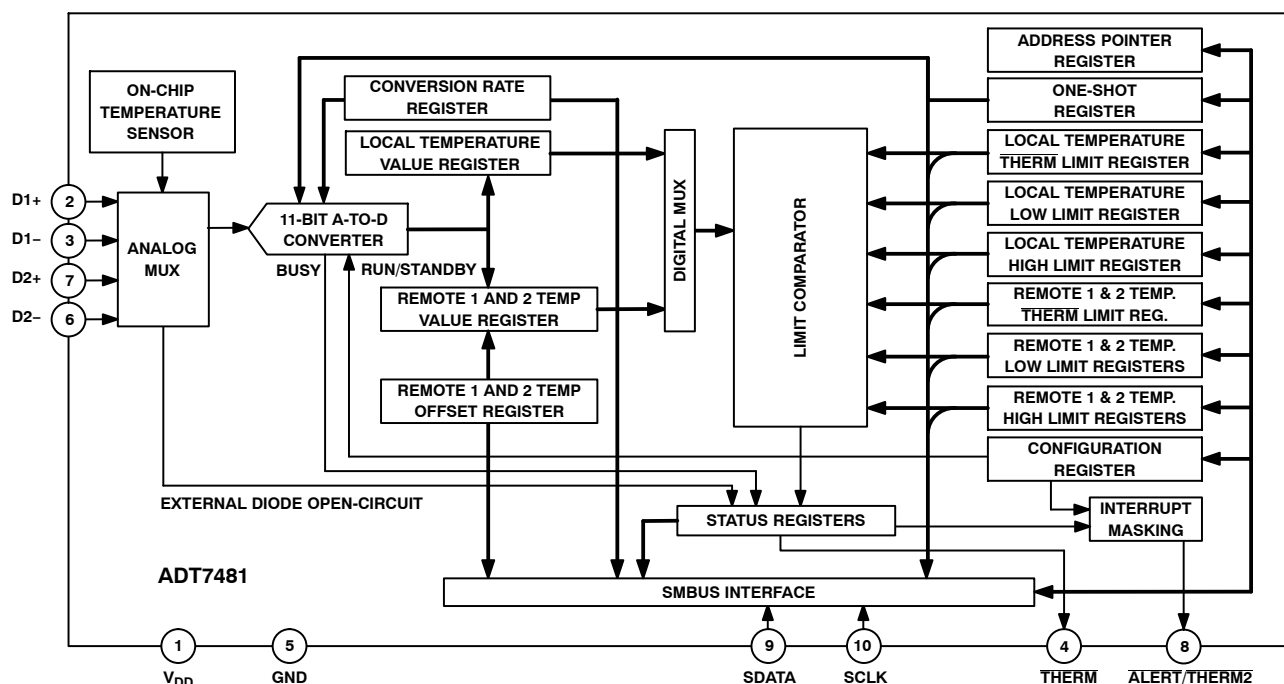 ADDRESS POINTER
REGISTER
ON-CHIP
TEMPERATURE
SENSOR
CONVERSION RATE
REGISTER
ONE-SHOT
REGISTER
LOCAL TEMPERATURE
VALUE REGISTER
LOCAL TEMPERATURE
THERM LIMIT REGISTER
D1+
2
D1−
3
D2+
7
D2−
6
ANALOG
MUX
11-BIT A-TO-D
CONVERTER
BUSY
RUN/STANDBY
DIGITAL MUX
LIMIT COMPARATOR
LOCAL TEMPERATURE
LOW LIMIT REGISTER
LOCAL TEMPERATURE
HIGH LIMIT REGISTER
REMOTE 1 AND 2 TEMP
VALUE REGISTER
REMOTE 1 & 2 TEMP.
THERM LIMIT REG.
REMOTE 1 & 2 TEMP.
LOW LIMIT REGISTERS
REMOTE 1 AND 2 TEMP
OFFSET REGISTER
REMOTE 1 & 2 TEMP.
HIGH LIMIT REGISTERS
CONFIGURATION
REGISTER
EXTERNAL DIODE OPEN-CIRCUIT
STATUS REGISTERS
INTERRUPT
MASKING
ADT7481
SMBUS INTERFACE
1
5
9
10
4
8
VDD
GND
SDATA
SCLK
THERM
ALERT/THERM2